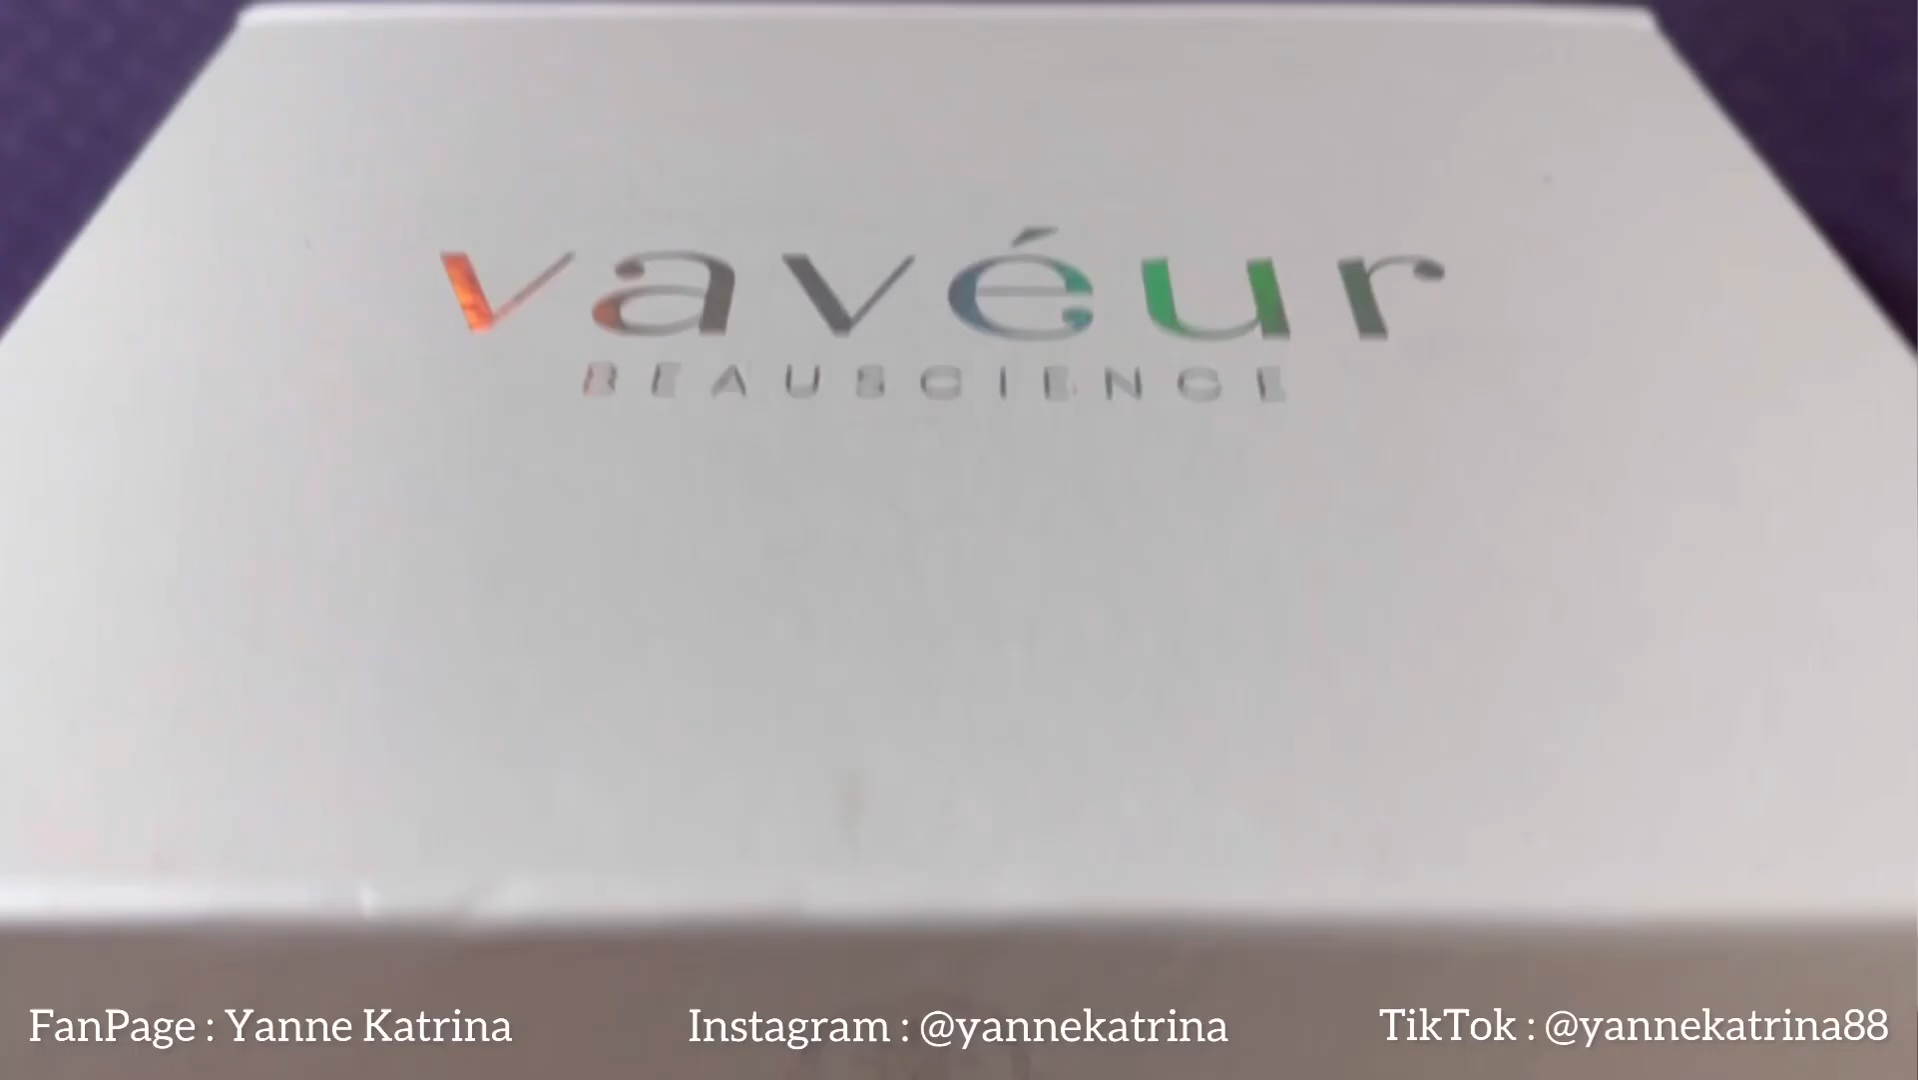 vavéur
BEAUSCIENCE
FanPage : Yanne Katrina
Instagram : @yannekatrina
TikTok : @yannekatrina88